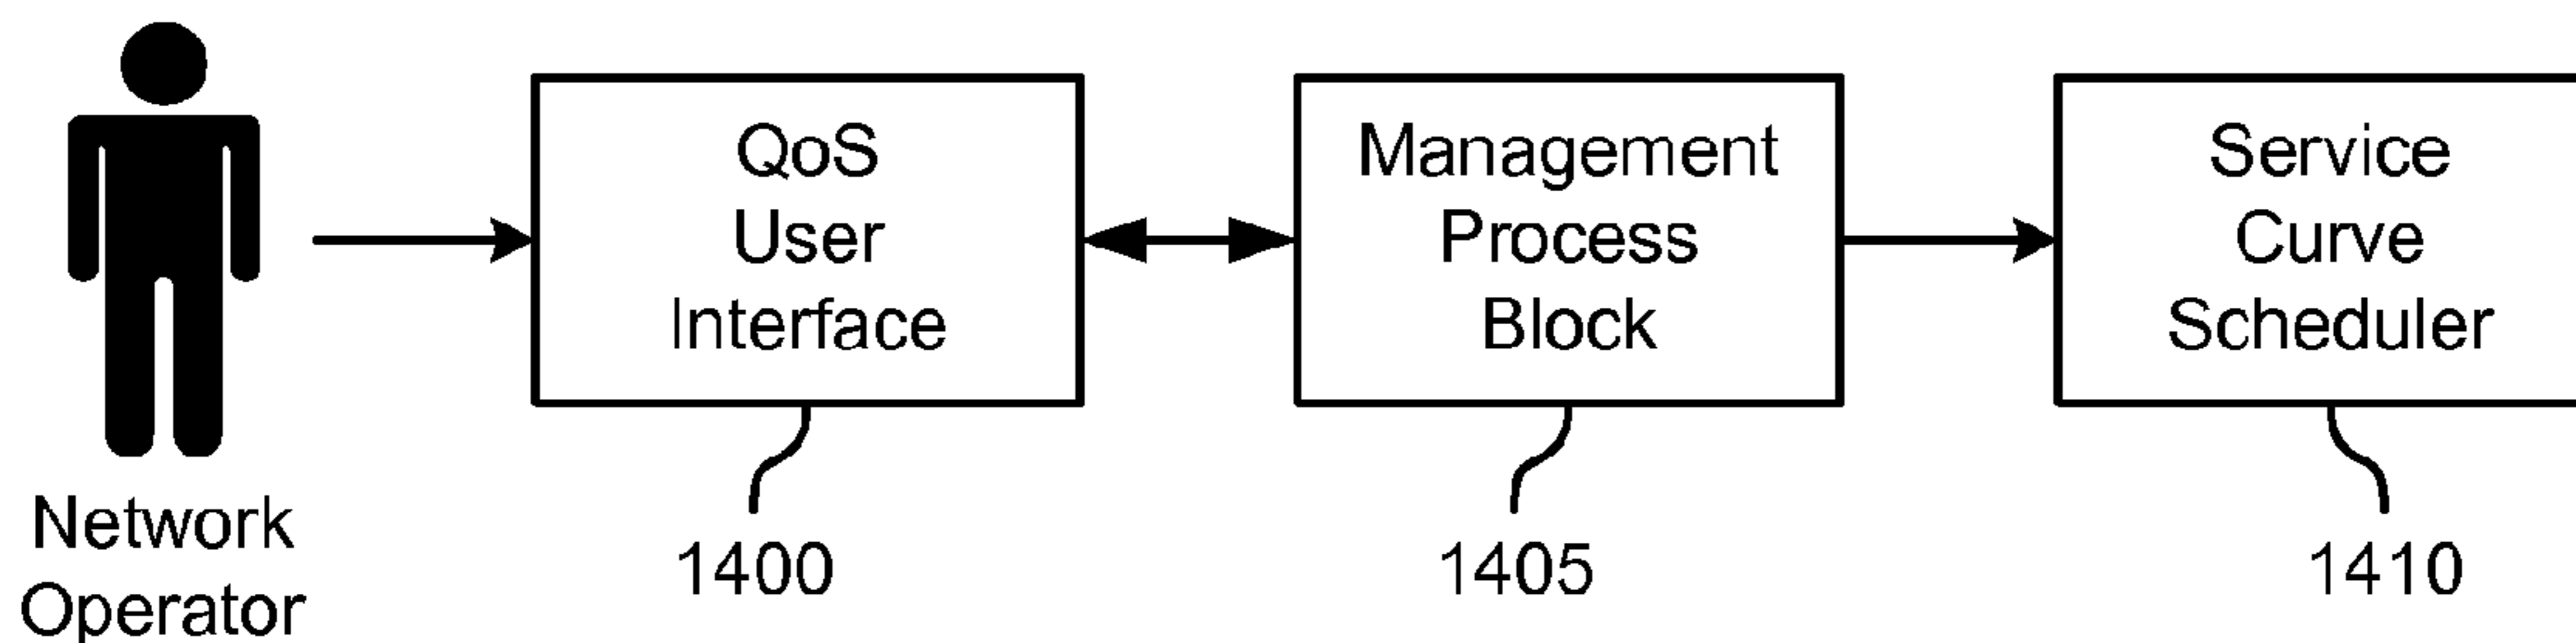 QoS
User
Interface
Management
Process
Block
Service
Curve
Scheduler
Network
Operator
1400
1405
1410